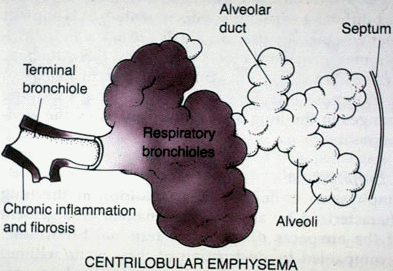 Alveolar
duct
Septum
Terminal
bronchiole
Respiratory
bronchioles
Chronic inflammation
and fibrosis
Alveoli
CENTRILOBULAR EMPHYSEMA